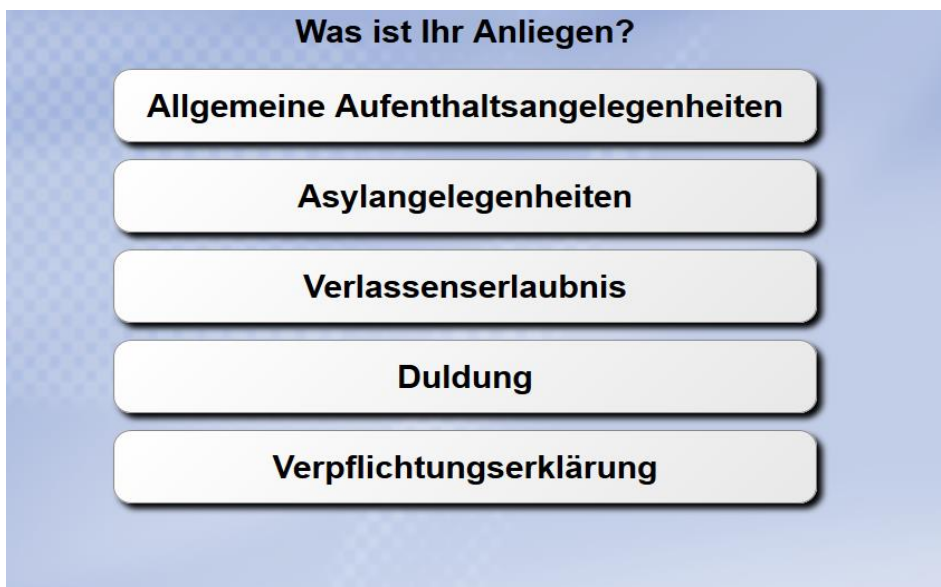 Was ist Ihr Anliegen?
Allgemeine Aufenthaltsangelegenheiten
Asylangelegenheiten
Verlassenserlaubnis
Duldung
Verpflichtungserklärung